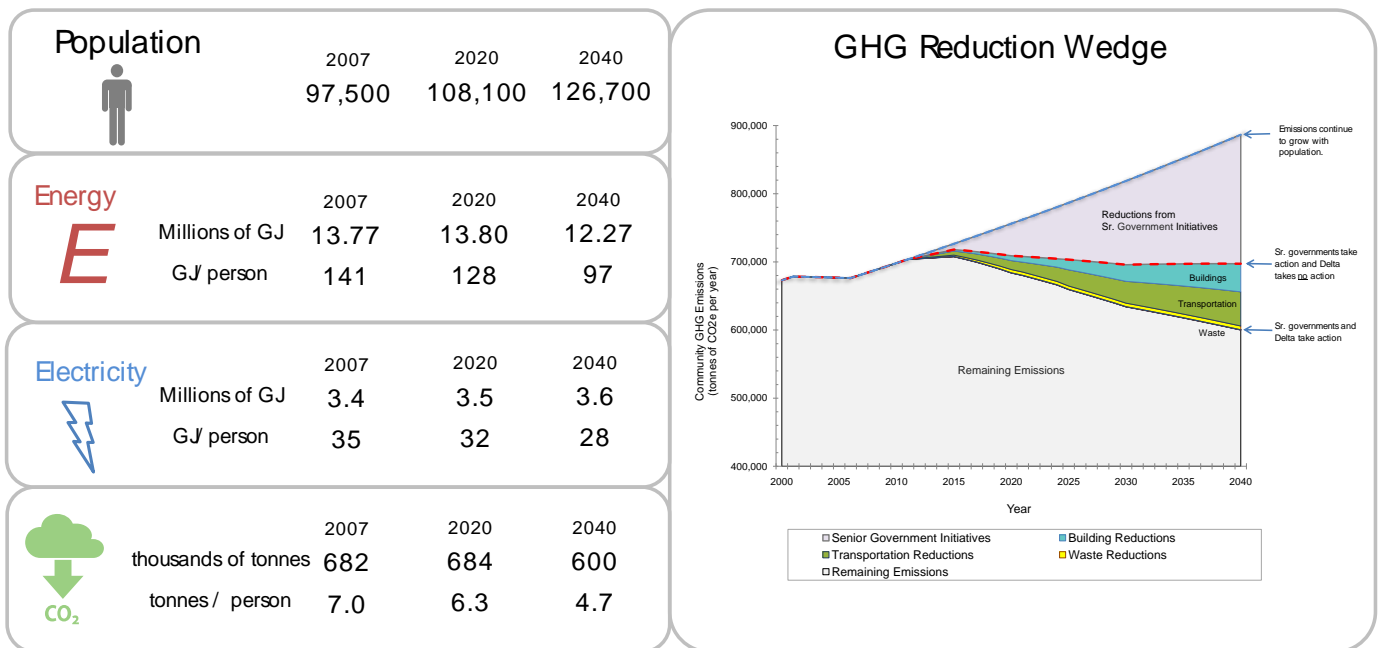 Population
2007 2020 2040
97,500 108,100 126,700
Energy
E
2007 2020 2040
Millions of GJ 13.77 13.80 12.27
GJ/ person 141 128 97
Electricity
2007 2020 2040
Millions of GJ 3.4 3.5 3.6
GJ/ person 35 32 28
2007 2020 2040
thousands of tonnes 682 684 600
tonnes / person 7.0 6.3 4.7
CO₂
GHG Reduction Wedge
Community GHG Emissions
(tonnes of CO2e per year)
900,000
800,000
700,000
600,000
500,000
400,000
Emissions continue
to grow with
population.
Reductions from
Sr. Government Initiatives
Sr. governments take
action and Delta
takes no action
Buildings
Transportation
Waste
Sr. governments and
Delta take action
Remaining Emissions
2000 2005 2010 2015 2020 2025 2030 2035 2040
Year
Senior Government Initiatives Building Reductions
Transportation Reductions Waste Reductions
Remaining Emissions